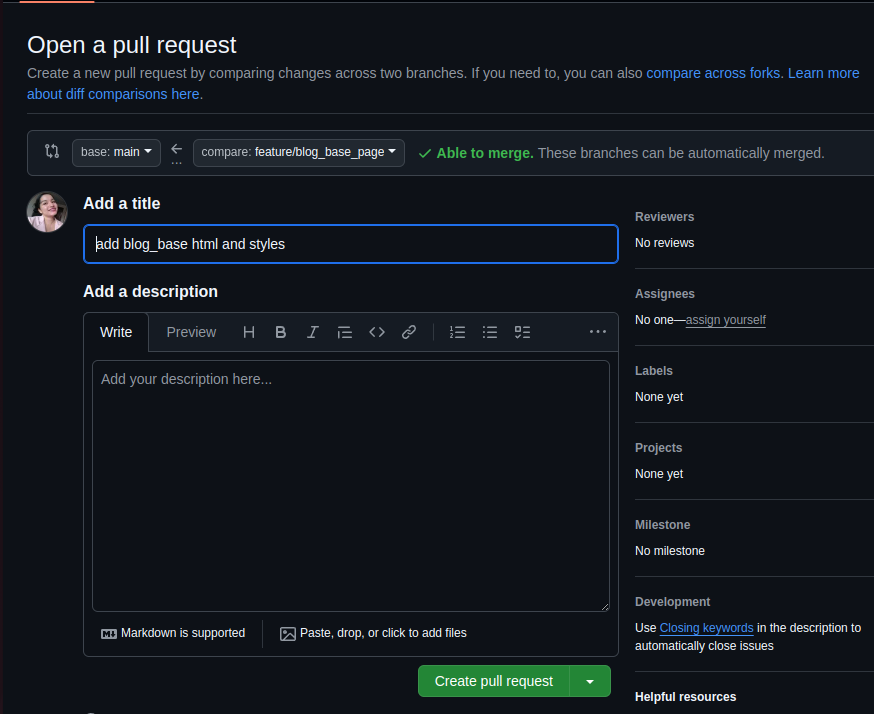 Open a pull request
Create a new pull request by comparing changes across two branches. If you need to, you can also compare across forks. Learn more
about diff comparisons here.
base: main
...
compare: feature/blog_base_page
Able to merge. These branches can be automatically merged.
Add a title
add blog_base html and styles
Add a description
Write
Preview
Add your description here...
Markdown is supported
Paste, drop, or click to add files
Create pull request
Reviewers
No reviews
Assignees
No one—assign yourself
Labels
None yet
Projects
None yet
Milestone
No milestone
Development
Use Closing keywords in the description to
automatically close issues
Helpful resources